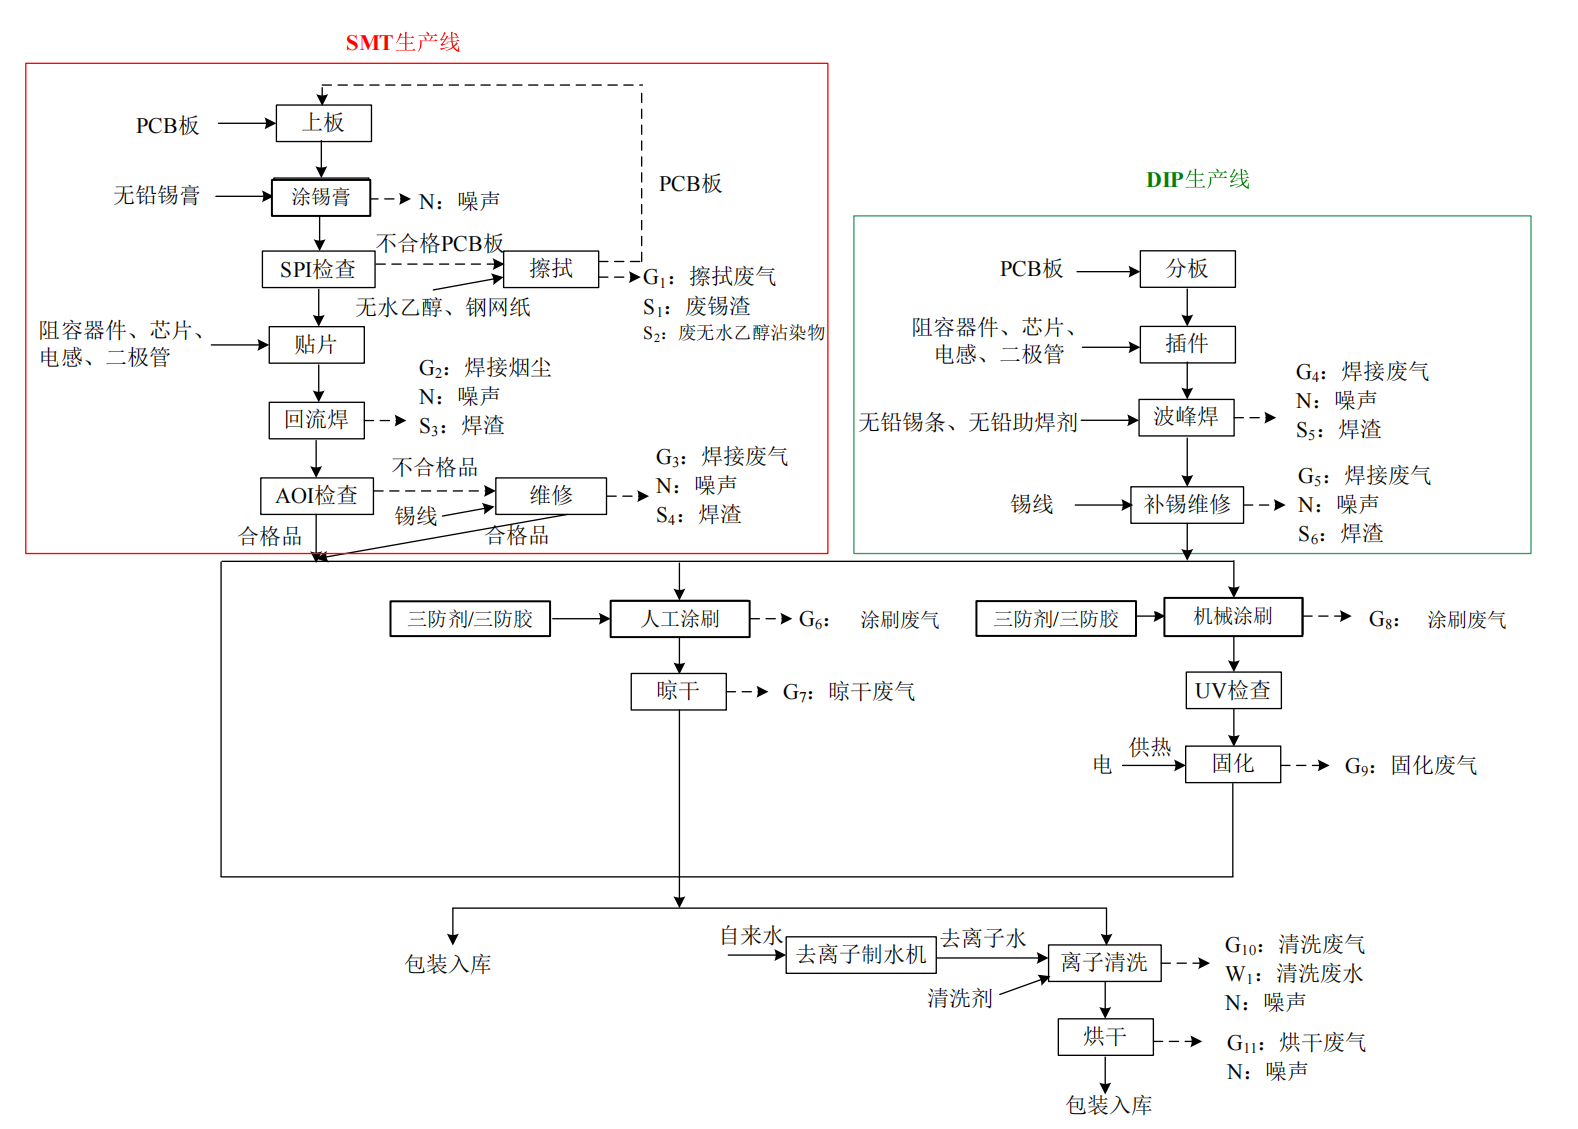 SMT生产线
PCB板
上板
无铅锡膏
涂锡膏
N：噪声
PCB板
SPI检查
不合格PCB板
擦拭
无水乙醇、钢网纸
G1：擦拭废气
S1：废锡渣
S2：废无水乙醇沾染物
阻容器件、芯片、
电感、二极管
贴片
回流焊
G2：焊接烟尘
N：噪声
S3：焊渣
AOI检查
不合格品
锡线
维修
G3：焊接废气
N：噪声
S4：焊渣
合格品
合格品
DIP生产线
PCB板
分板
阻容器件、芯片、
电感、二极管
插件
无铅锡条、无铅助焊剂
波峰焊
G4：焊接废气
N：噪声
S5：焊渣
锡线
补锡维修
G5：焊接废气
N：噪声
S6：焊渣
三防剂/三防胶
人工涂刷
G6： 涂刷废气
晾干
G7：晾干废气
三防剂/三防胶
机械涂刷
G8： 涂刷废气
UV检查
电
供热
固化
G9：固化废气
包装入库
自来水
去离子制水机
去离子水
清洗剂
离子清洗
G10：清洗废气
W1：清洗废水
N：噪声
烘干
G11：烘干废气
N：噪声
包装入库